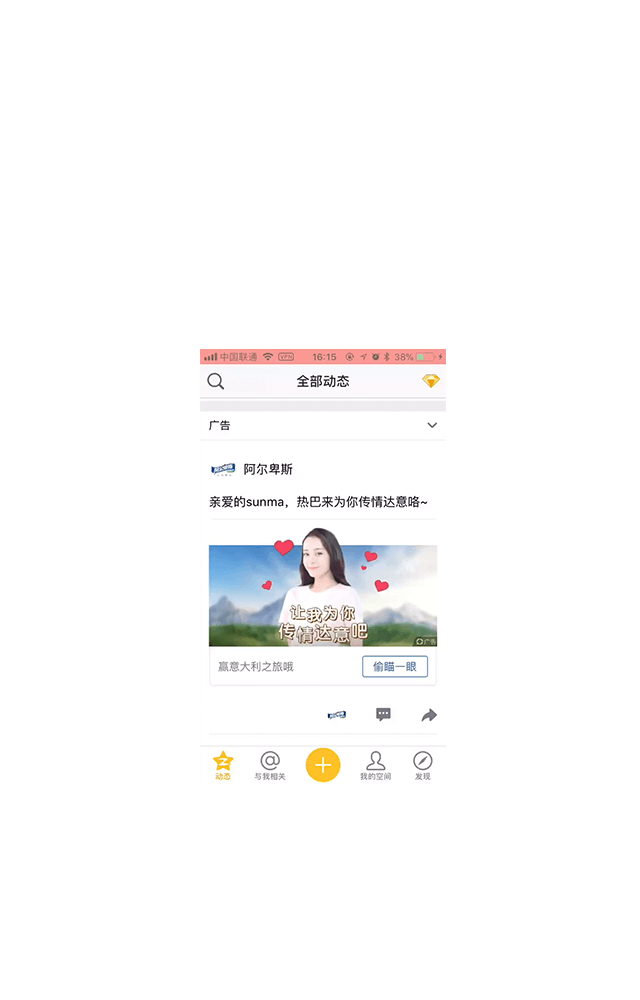 中国联通 VPN 16:15 38%
全部动态
广告
阿尔卑斯
亲爱的sunma，热巴来为你传情达意咯~
让我为你
传情达意吧
广告
赢意大利之旅哦 偷瞄一眼
动态 与我相关 我的空间 发现